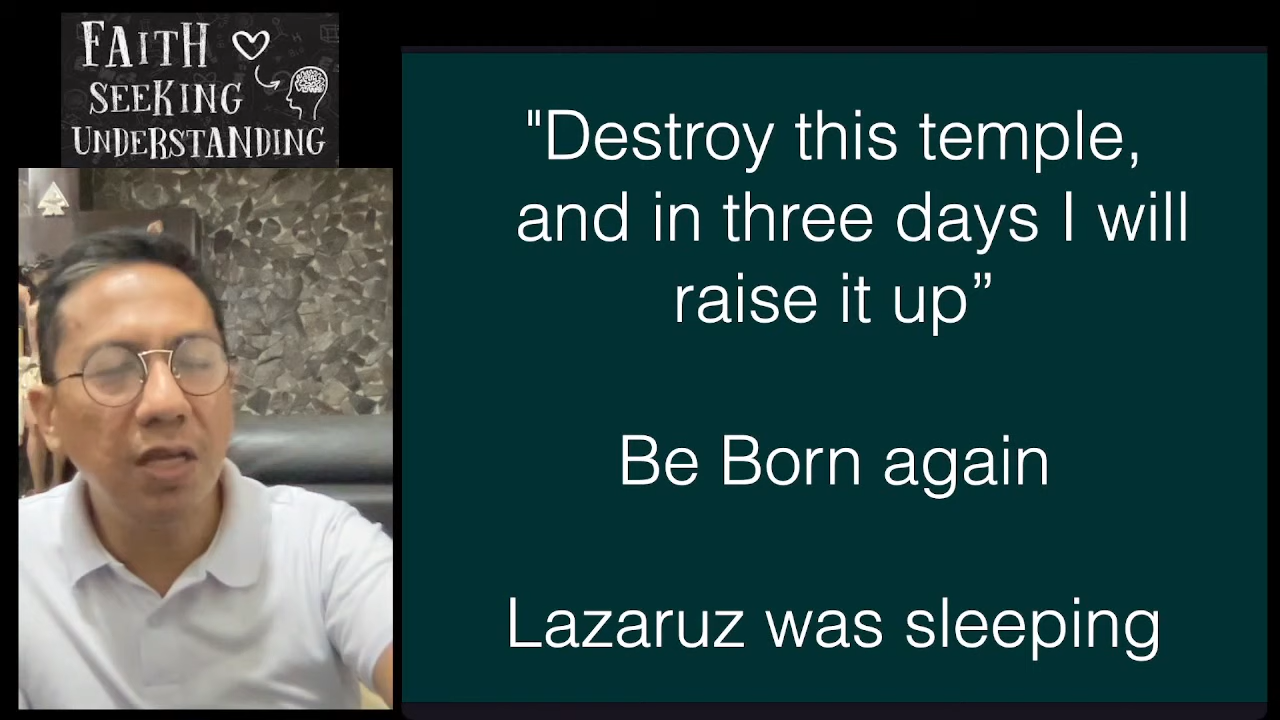 FAITH
SEEKING
UNDERSTANDING
"Destroy this temple,
and in three days I will
raise it up”
Be Born again
Lazaruz was sleeping